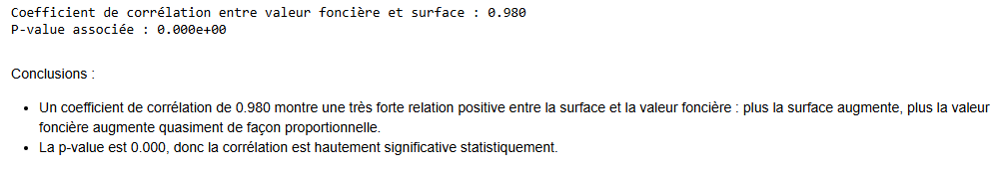 Coefficient de corrélation entre valeur foncière et surface : 0.980
P-value associée : 0.000e+00
Conclusions :
• Un coefficient de corrélation de 0.980 montre une très forte relation positive entre la surface et la valeur foncière : plus la surface augmente, plus la valeur
foncière augmente quasiment de façon proportionnelle.
• La p-value est 0.000, donc la corrélation est hautement significative statistiquement.